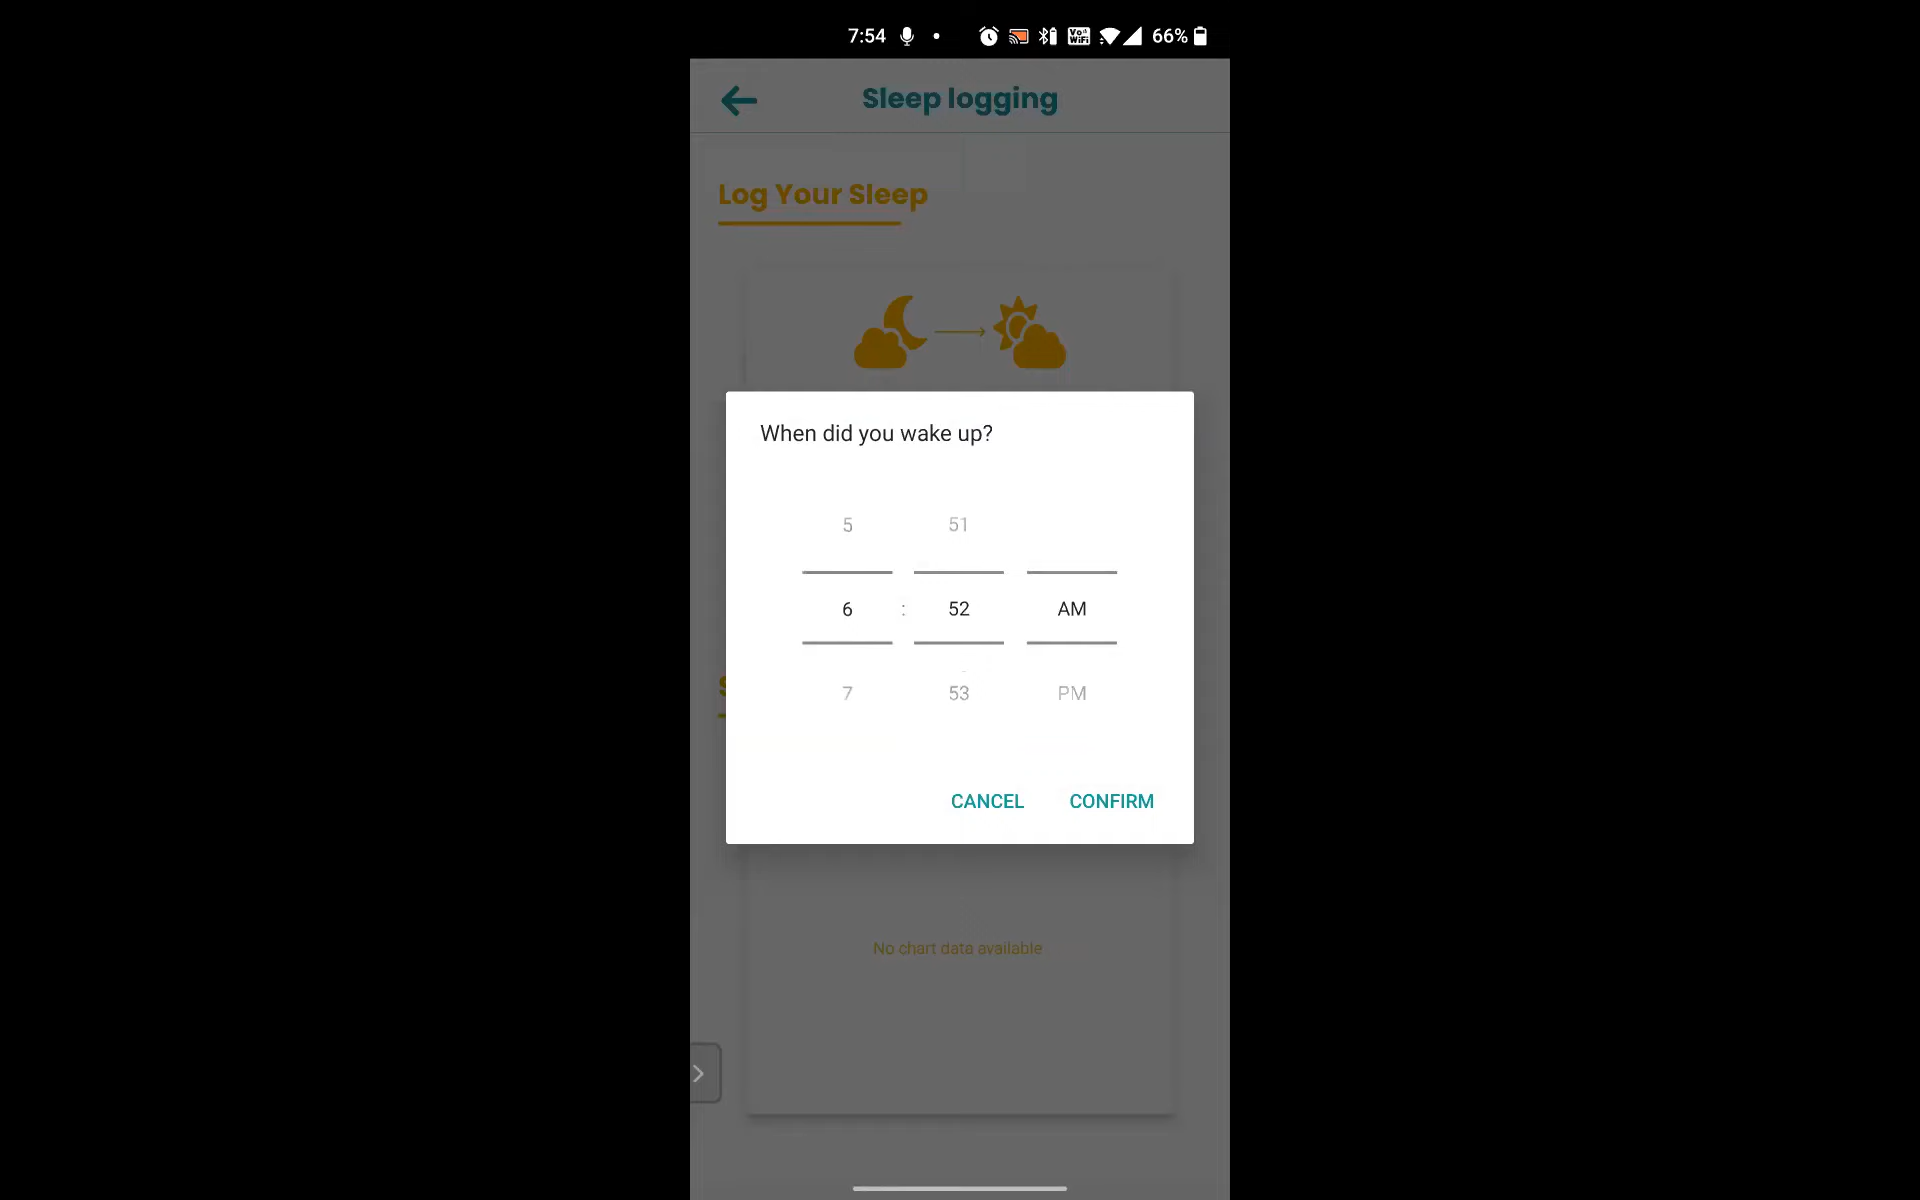 7:54 66%
Sleep logging
Log Your Sleep
When did you wake up?
5 51
6 : 52 AM
7 53 PM
CANCEL CONFIRM
No chart data available